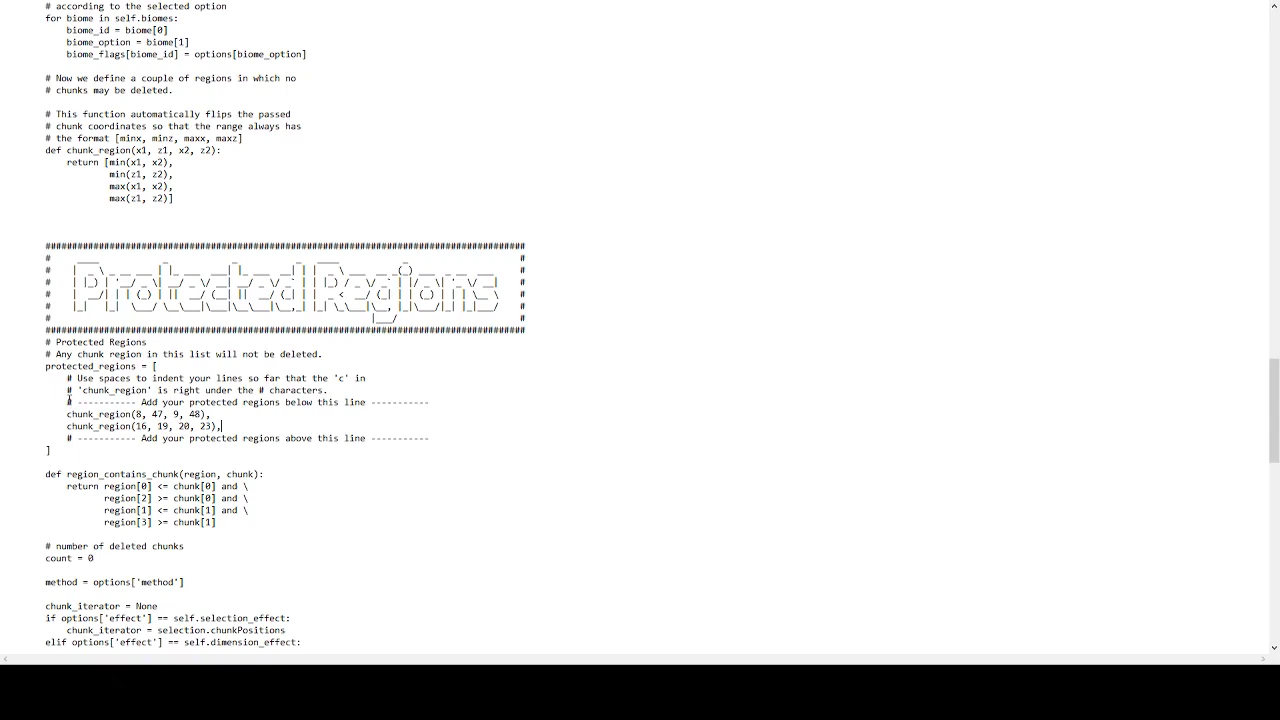 # according to the selected option
for biome in self.biomes:
    biome_id = biome[0]
    biome_option = biome[1]
    biome_flags[biome_id] = options[biome_option]

# Now we define a couple of regions in which no
# chunks may be deleted.

# This function automatically flips the passed
# chunk coordinates so that the range always has
# the format [minx, minz, maxx, maxz]
def chunk_region(x1, z1, x2, z2):
    return [min(x1, x2),
            min(z1, z2),
            max(x1, x2),
            max(z1, z2)]

Protected Regions
# Protected Regions
# Any chunk region in this list will not be deleted.
protected_regions = [
    # Use spaces to indent your lines so far that the 'c' in
    # 'chunk_region' is right under the # characters.
    # ----------- Add your protected regions below this line -----------
    chunk_region(8, 47, 9, 48),
    chunk_region(16, 19, 20, 23),
    # ----------- Add your protected regions above this line -----------
]

def region_contains_chunk(region, chunk):
    return region[0] <= chunk[0] and \
           region[2] >= chunk[0] and \
           region[1] <= chunk[1] and \
           region[3] >= chunk[1]

# number of deleted chunks
count = 0

method = options['method']

chunk_iterator = None
if options['effect'] == self.selection_effect:
    chunk_iterator = selection.chunkPositions
elif options['effect'] == self.dimension_effect: